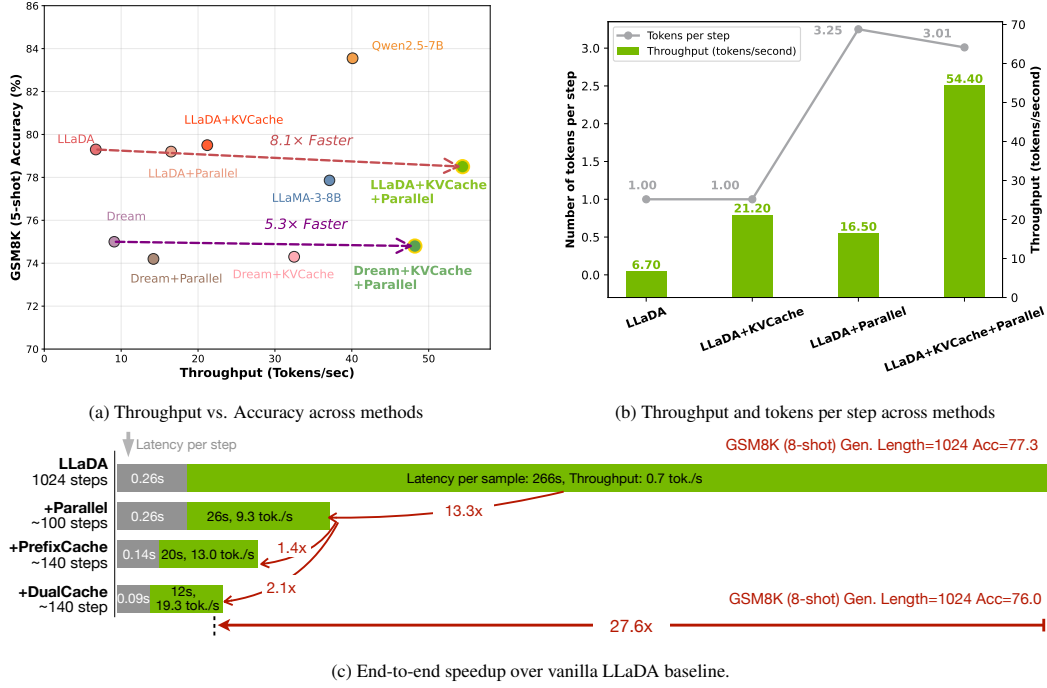 86
84
82
80
78
76
74
72
70
GSM8K (5-shot) Accuracy (%)
Qwen2.5-7B
LLaDA+KVCache
LLaDA
8.1× Faster
LLaDA+Parallel
LLaDA+KVCache
+Parallel
LLaMA-3-8B
Dream
5.3× Faster
Dream+Parallel
Dream+KVCache
Dream+KVCache
+Parallel
0
10
20
30
40
50
Throughput (Tokens/sec)
(a) Throughput vs. Accuracy across methods
Tokens per step
Throughput (tokens/second)
Number of tokens per step
3.0
2.5
2.0
1.5
1.0
0.5
0.0
1.00
1.00
3.25
3.01
6.70
21.20
16.50
54.40
70
60
50
40
30
20
10
0
Throughput (tokens/second)
LLaDA
LLaDA+KVCache
LLaDA+Parallel
LLaDA+KVCache+Parallel
(b) Throughput and tokens per step across methods
Latency per step
GSM8K (8-shot) Gen. Length=1024 Acc=77.3
LLaDA
1024 steps
0.26s
Latency per sample: 266s, Throughput: 0.7 tok./s
+Parallel
~100 steps
0.26s
26s, 9.3 tok./s
13.3x
+PrefixCache
~140 steps
0.14s
20s, 13.0 tok./s
1.4x
+DualCache
~140 step
0.09s
12s,
19.3 tok./s
2.1x
GSM8K (8-shot) Gen. Length=1024 Acc=76.0
27.6x
(c) End-to-end speedup over vanilla LLaDA baseline.